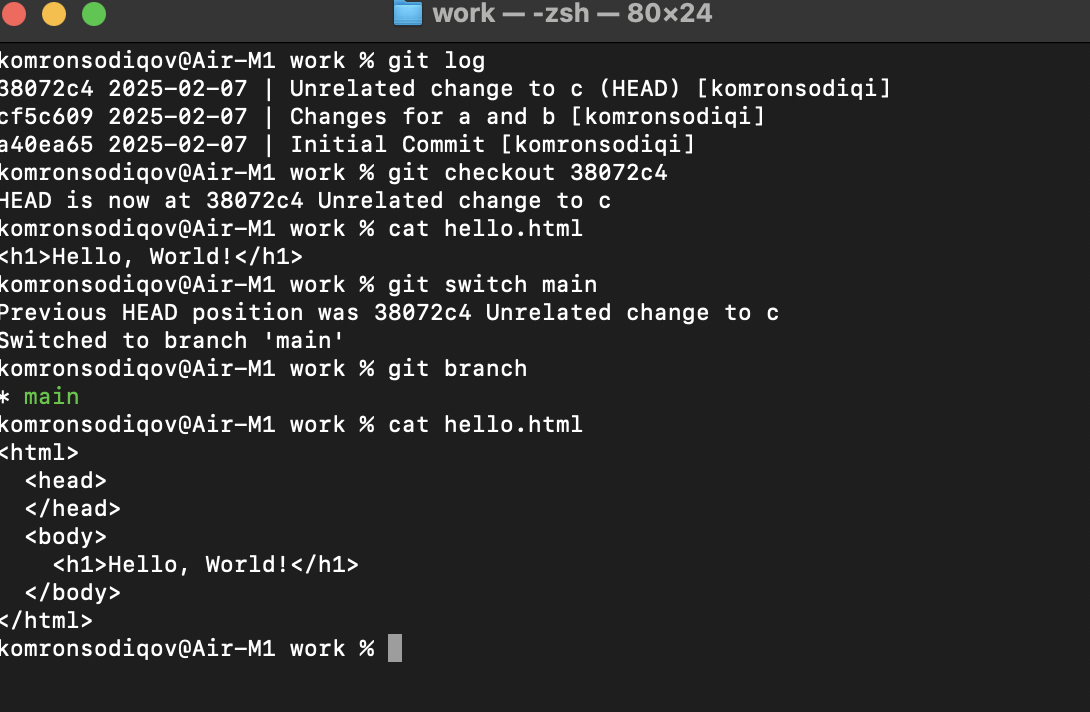 work — -zsh — 80×24
komronsodiqov@Air-M1 work % git log
38072c4 2025-02-07 | Unrelated change to c (HEAD) [komronsodiqi]
cf5c609 2025-02-07 | Changes for a and b [komronsodiqi]
a40ea65 2025-02-07 | Initial Commit [komronsodiqi]
komronsodiqov@Air-M1 work % git checkout 38072c4
HEAD is now at 38072c4 Unrelated change to c
komronsodiqov@Air-M1 work % cat hello.html
<h1>Hello, World!</h1>
komronsodiqov@Air-M1 work % git switch main
Previous HEAD position was 38072c4 Unrelated change to c
Switched to branch 'main'
komronsodiqov@Air-M1 work % git branch
* main
komronsodiqov@Air-M1 work % cat hello.html
<html>
  <head>
  </head>
  <body>
    <h1>Hello, World!</h1>
  </body>
</html>
komronsodiqov@Air-M1 work %